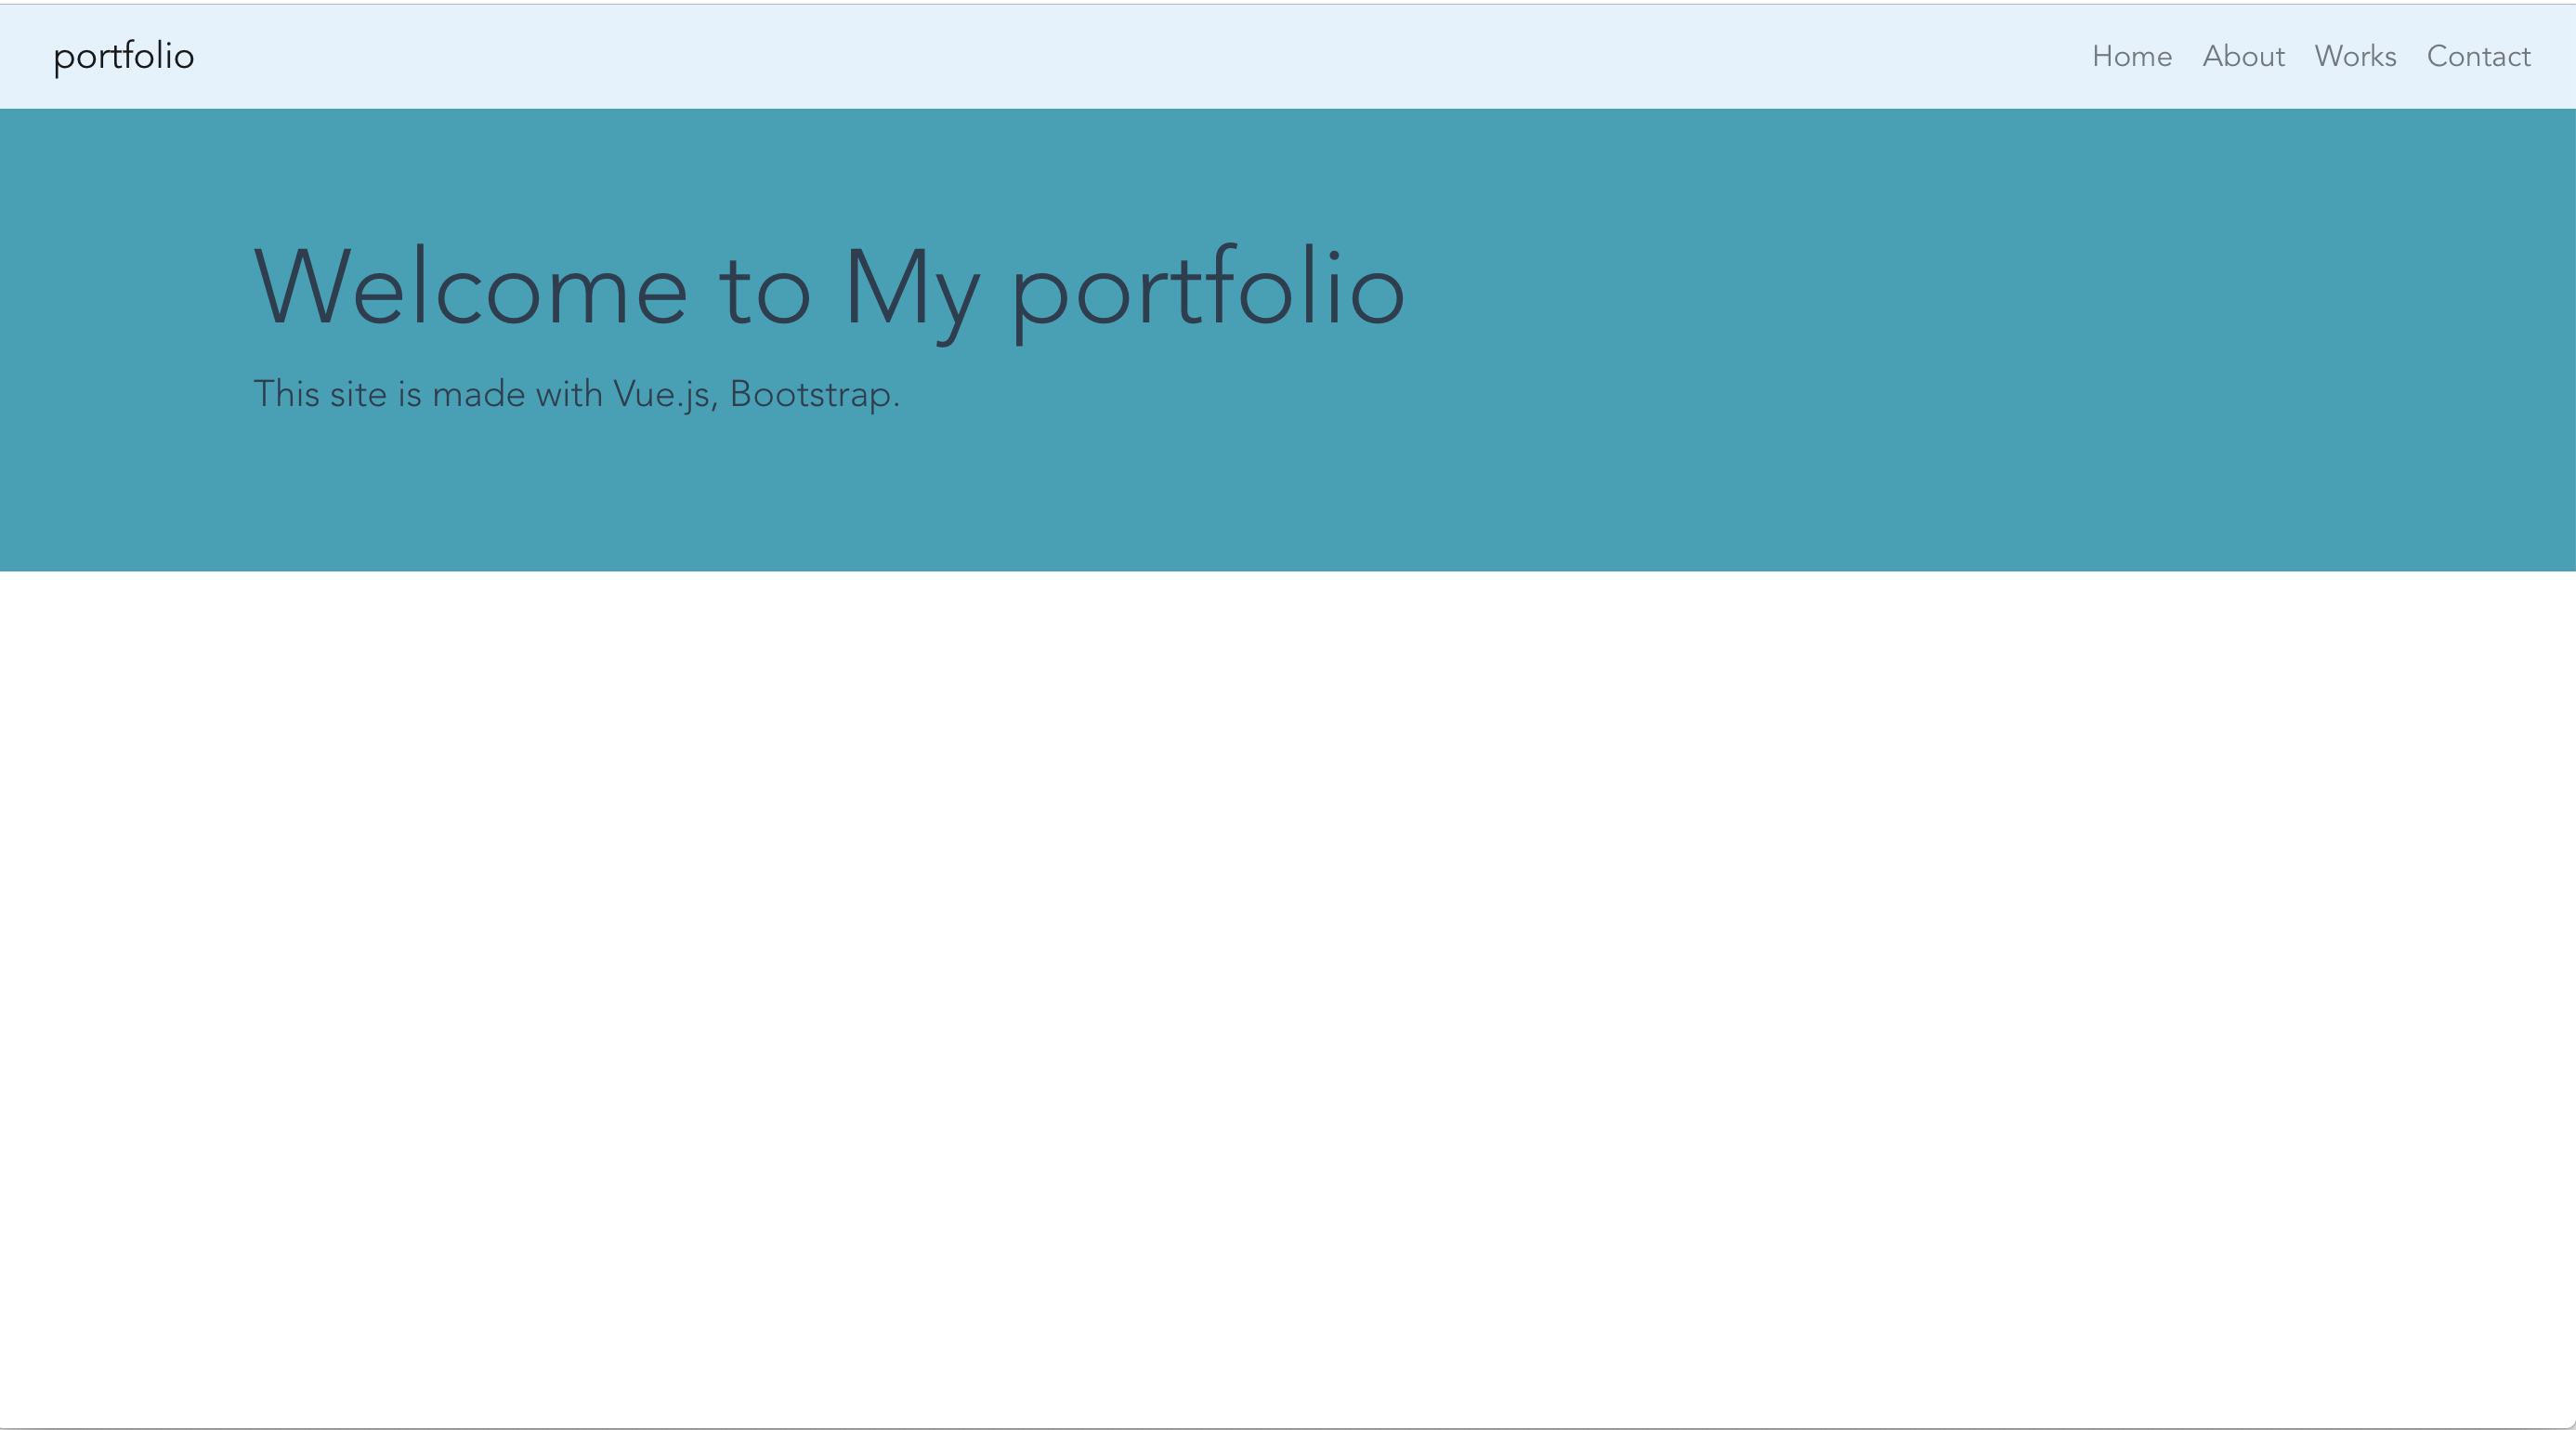 portfolio Home About Works Contact
Welcome to My portfolio
This site is made with Vue.js, Bootstrap.